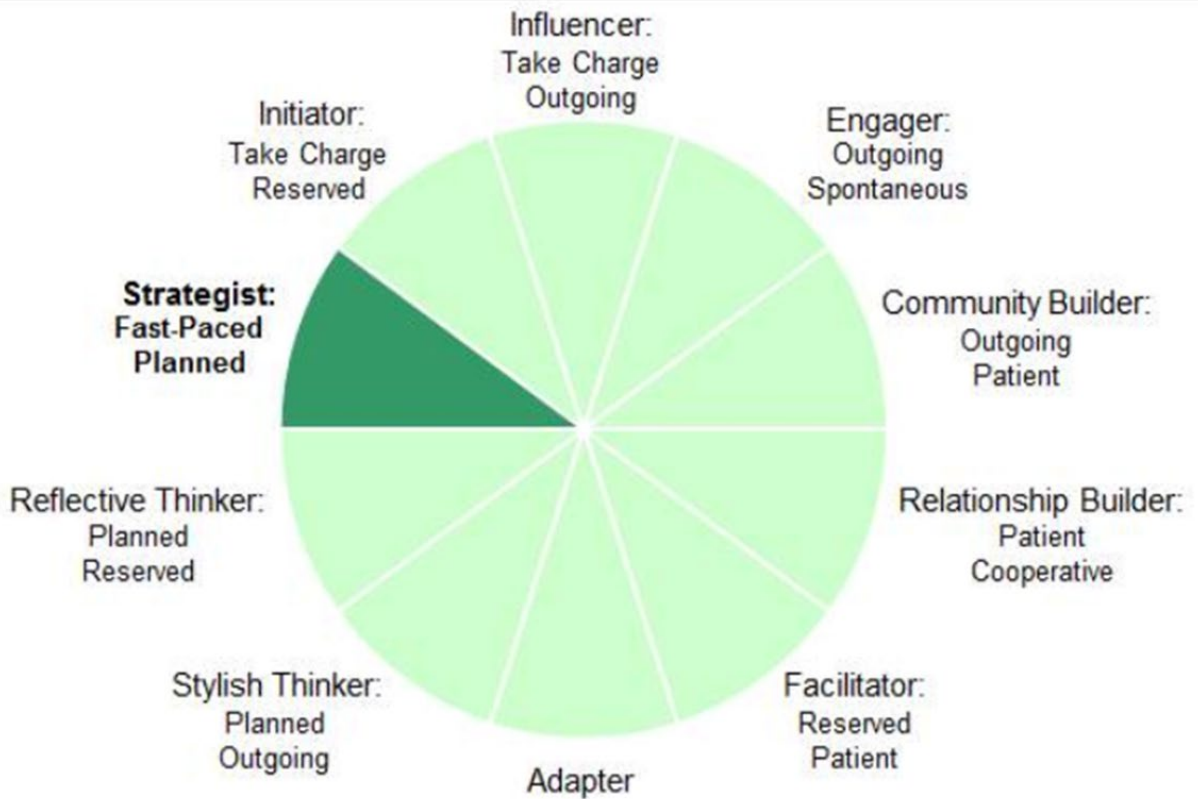 Influencer:
Take Charge
Outgoing
Initiator:
Take Charge
Reserved
Engager:
Outgoing
Spontaneous
Strategist:
Fast-Paced
Planned
Community Builder:
Outgoing
Patient
Reflective Thinker:
Planned
Reserved
Relationship Builder:
Patient
Cooperative
Stylish Thinker:
Planned
Outgoing
Facilitator:
Reserved
Patient
Adapter